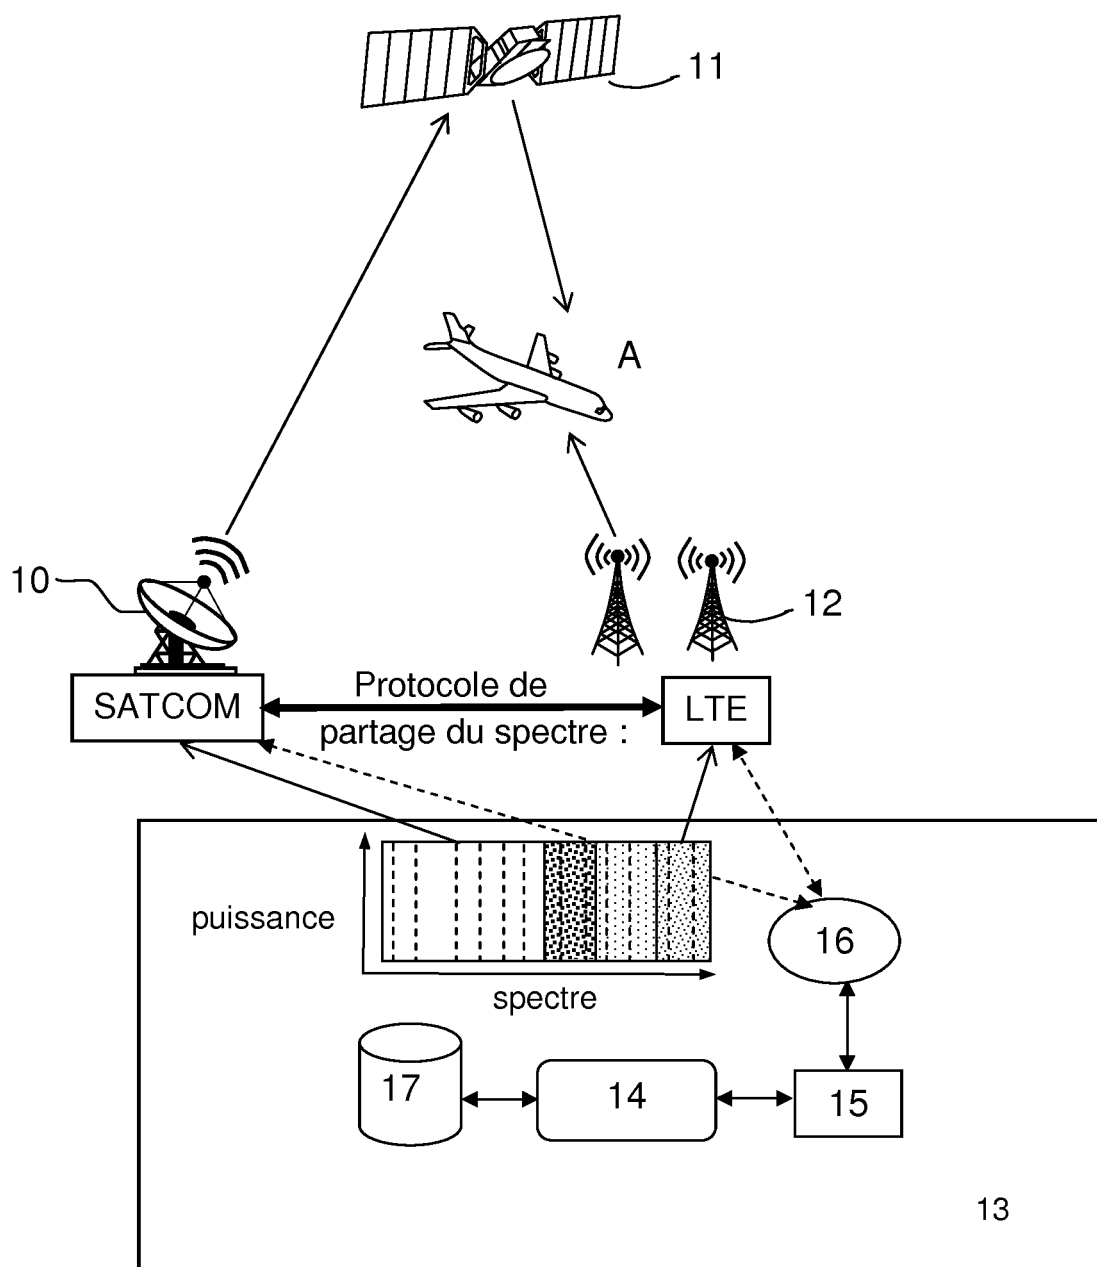 11
A
10
12
SATCOM
Protocole de
partage du spectre :
LTE
puissance
spectre
16
17
14
15
13